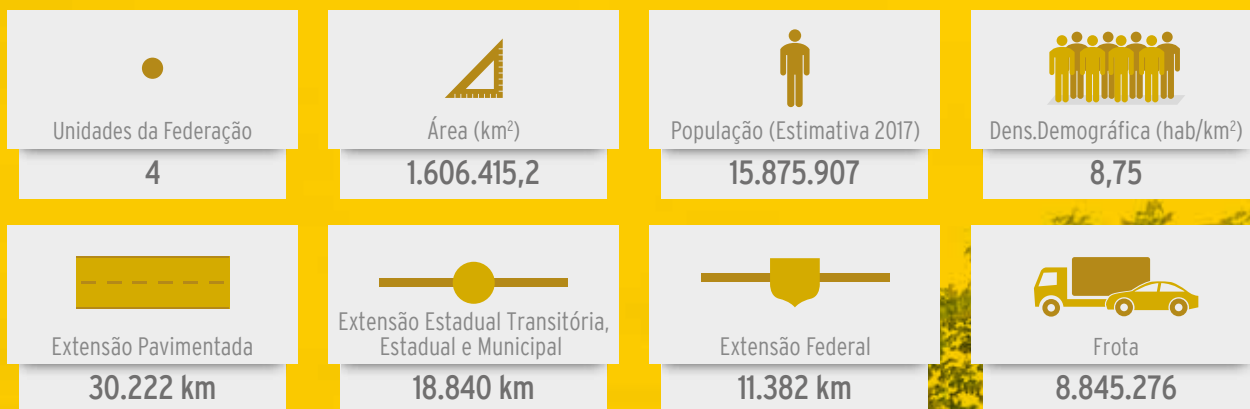 Unidades da Federação
4
Área (km²)
1.606.415,2
População (Estimativa 2017)
15.875.907
Dens.Demográfica (hab/km²)
8,75
Extensão Pavimentada
30.222 km
Extensão Estadual Transitória,
Estadual e Municipal
18.840 km
Extensão Federal
11.382 km
Frota
8.845.276